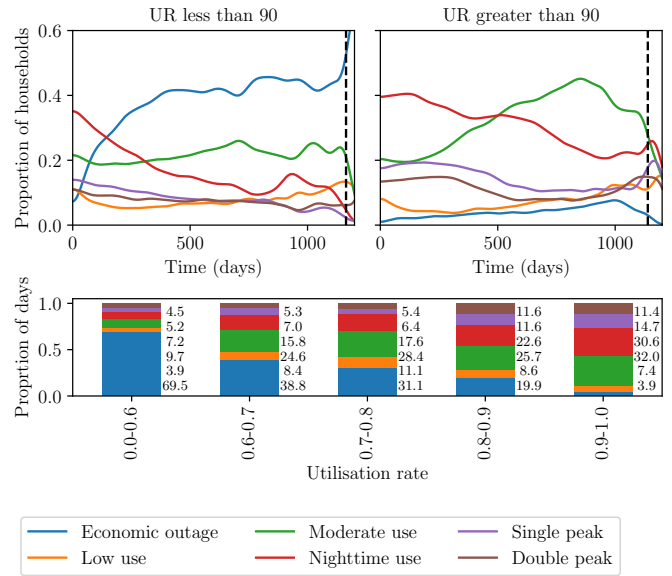 UR less than 90
UR greater than 90
Proportion of households
0.6
0.4
0.2
0.0
0 500 1000
Time (days)
0 500 1000
Time (days)
Proprtion of days
1.0
0.5
0.0
4.5 5.3 5.4 11.6 11.4
5.2 7.0 6.4 11.6 14.7
7.2 15.8 17.6 22.6 30.6
9.7 24.6 28.4 25.7 32.0
3.9 8.4 11.1 8.6 7.4
69.5 38.8 31.1 19.9 3.9
0.0-0.6 0.6-0.7 0.7-0.8 0.8-0.9 0.9-1.0
Utilisation rate
Economic outage Moderate use Single peak
Low use Nighttime use Double peak